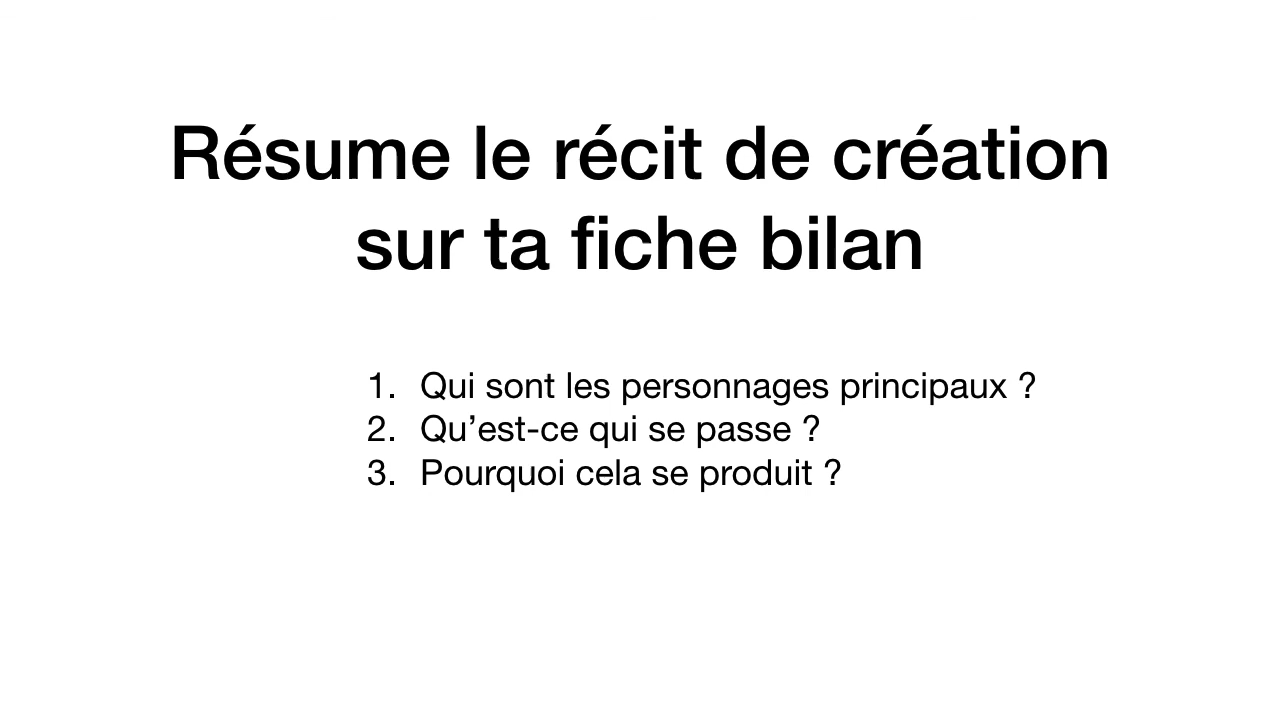 Résume le récit de création
sur ta fiche bilan
1. Qui sont les personnages principaux ?
2. Qu’est-ce qui se passe ?
3. Pourquoi cela se produit ?